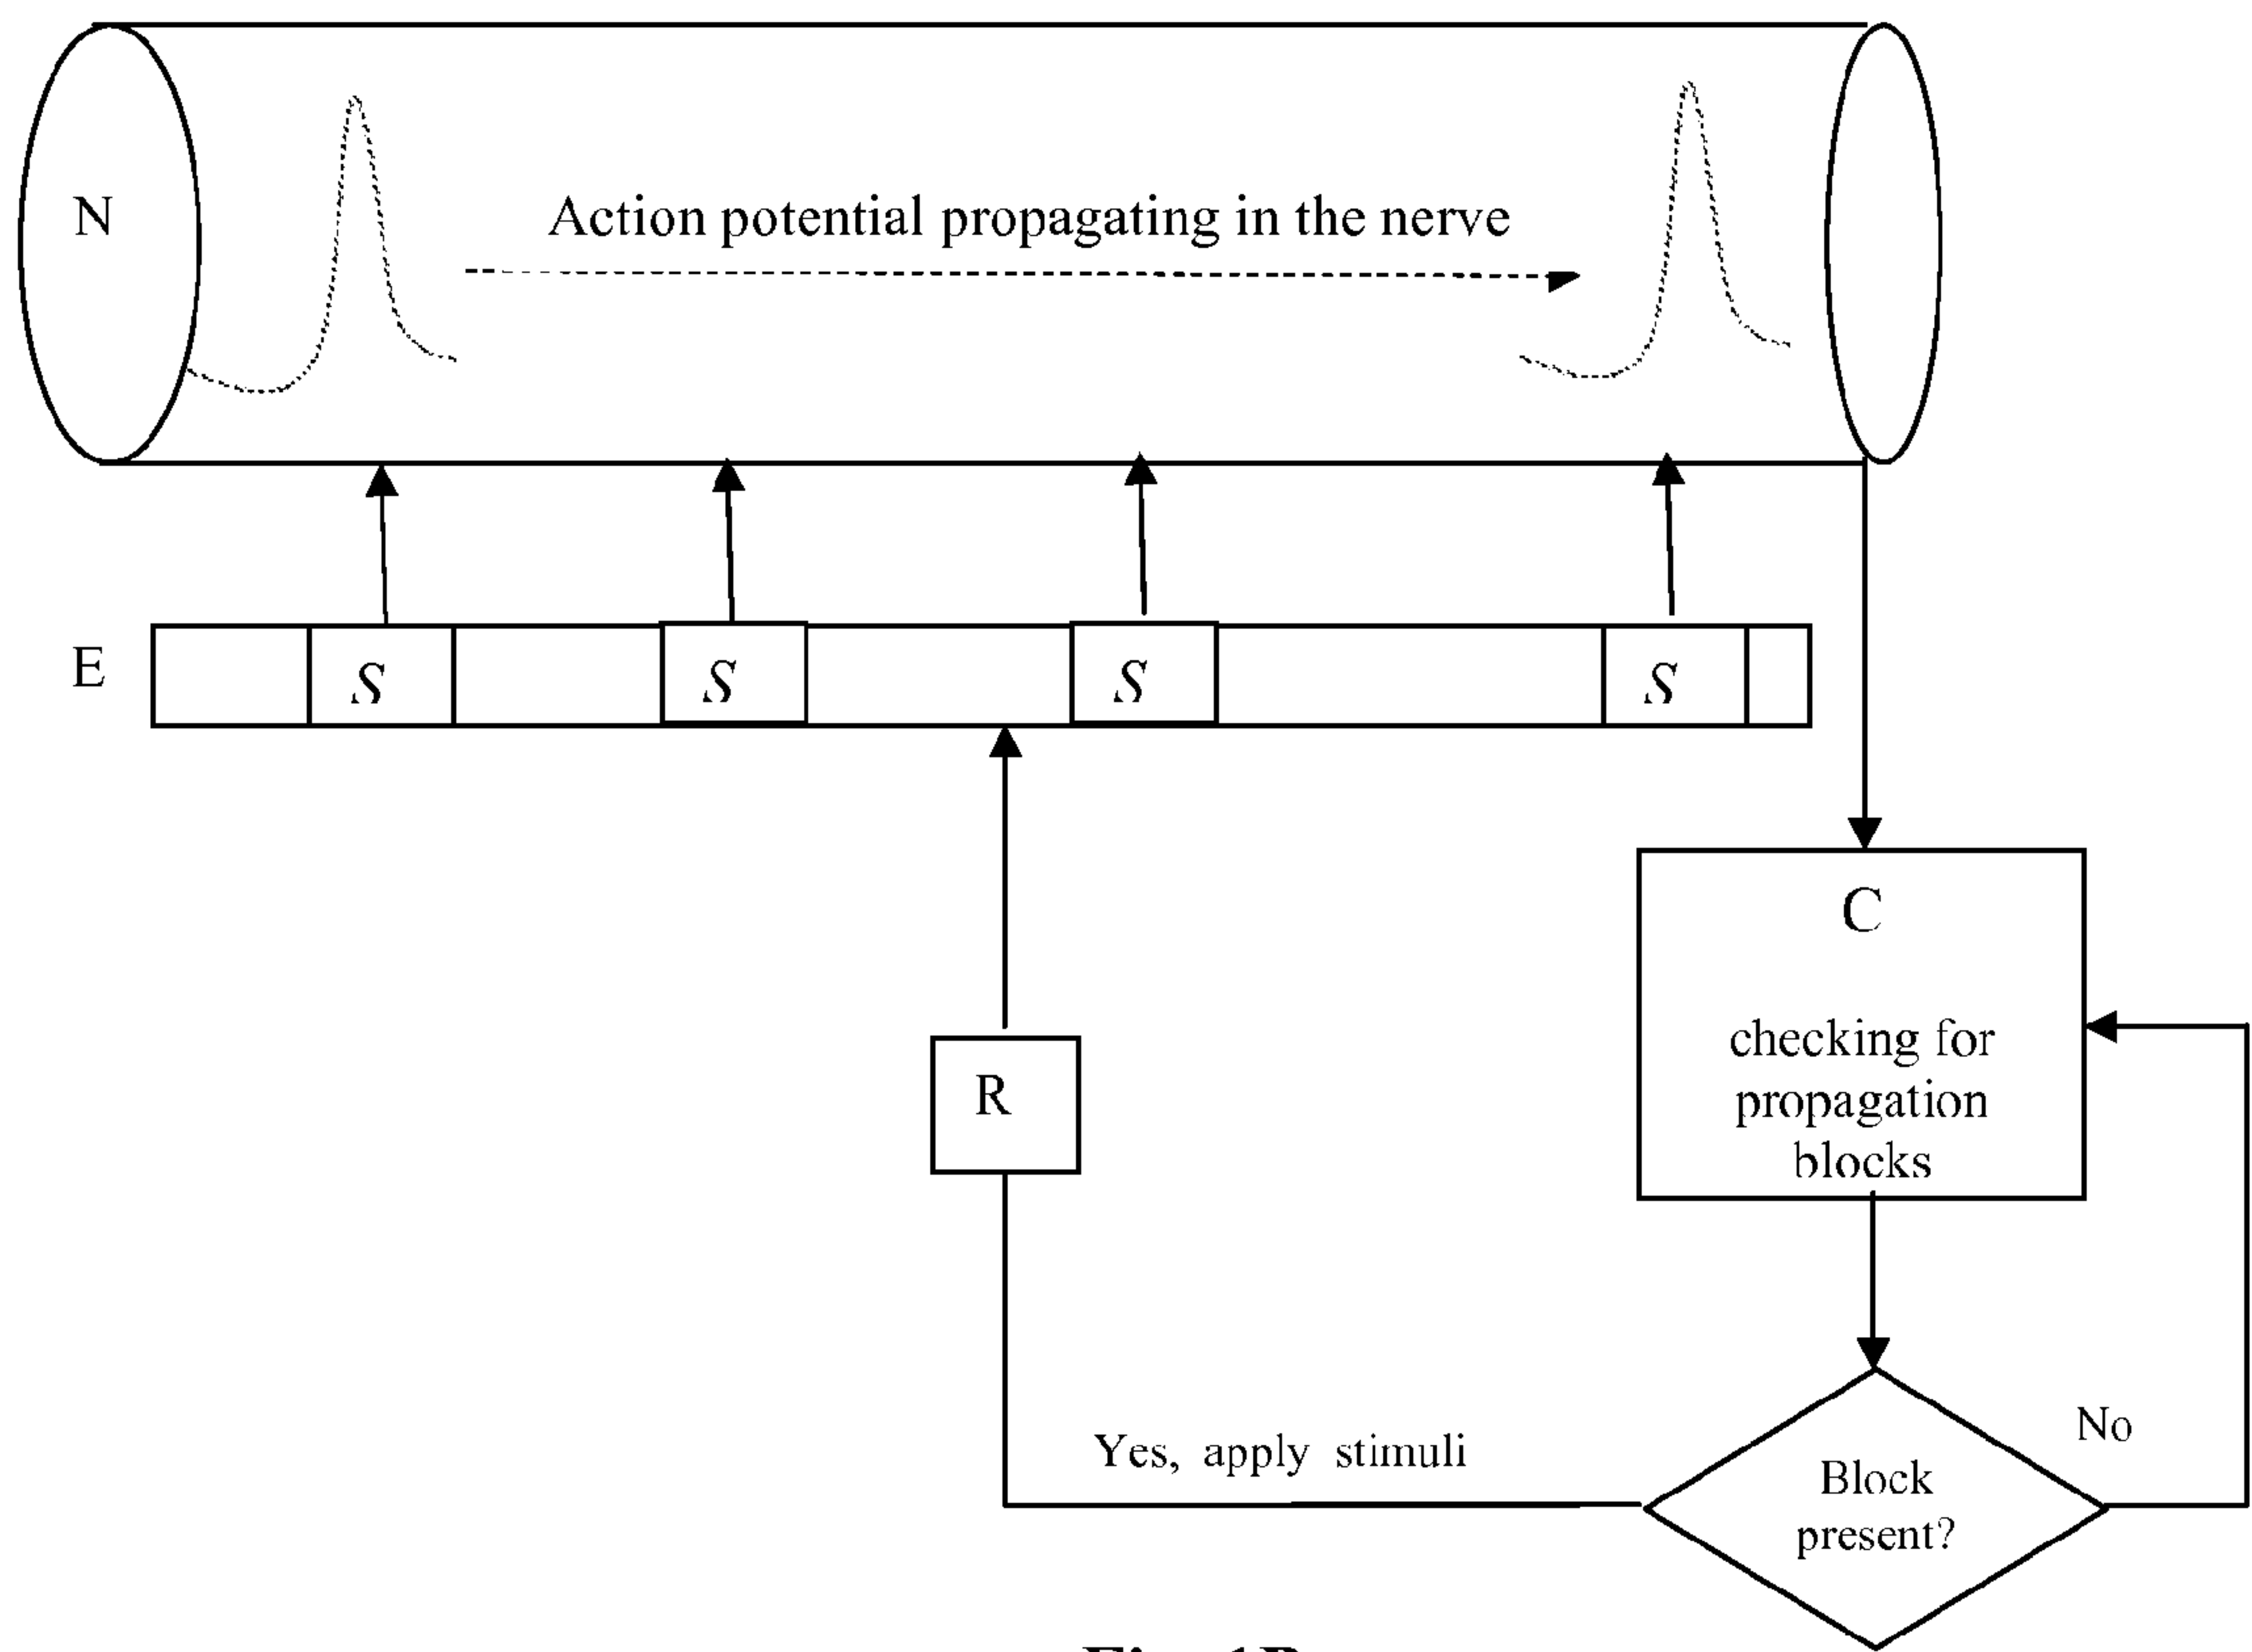 N
Action potential propagating in the nerve
E
S S S S
C
checking for
propagation
blocks
R
No
Yes, apply stimuli
Block
present?